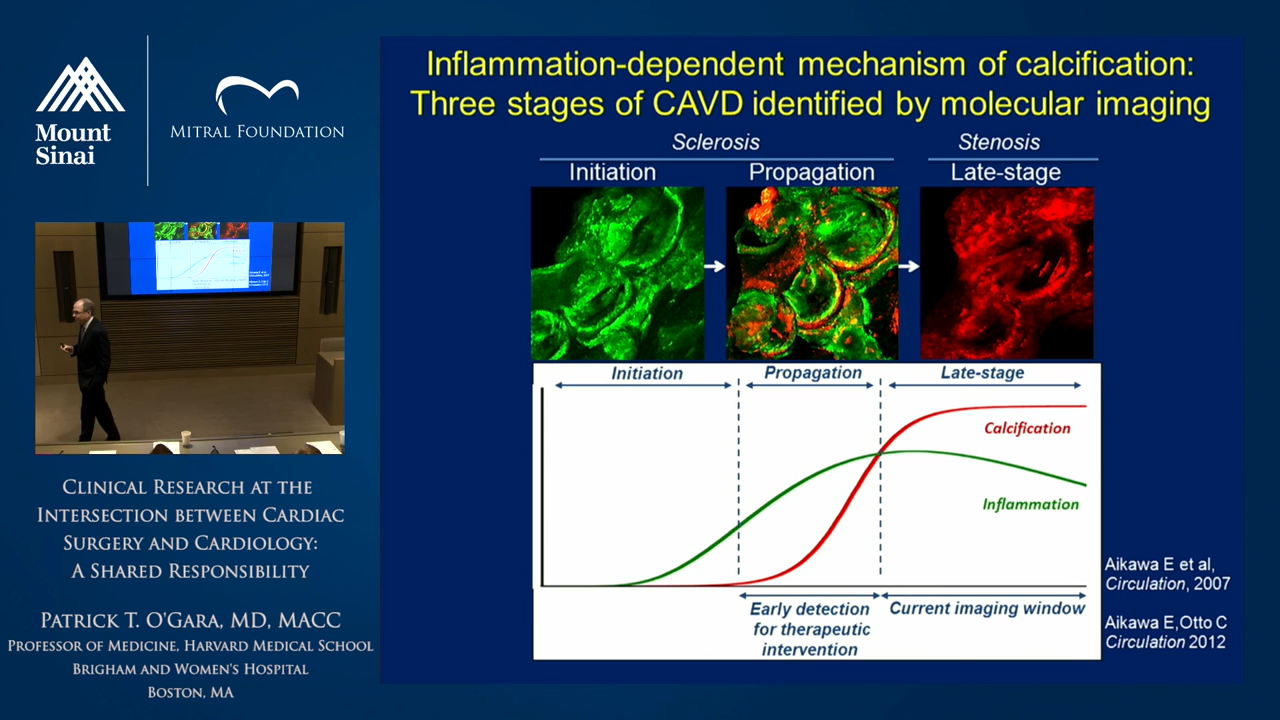 Mount
Sinai
MITRAL FOUNDATION
CLINICAL RESEARCH AT THE
INTERSECTION BETWEEN CARDIAC
SURGERY AND CARDIOLOGY:
A SHARED RESPONSIBILITY
PATRICK T. O'GARA, MD, MACC
PROFESSOR OF MEDICINE, HARVARD MEDICAL SCHOOL
BRIGHAM AND WOMEN'S HOSPITAL
BOSTON, MA
Inflammation-dependent mechanism of calcification:
Three stages of CAVD identified by molecular imaging
Sclerosis Stenosis
Initiation Propagation Late-stage
Initiation Propagation Late-stage
Calcification
Inflammation
Early detection
for therapeutic
intervention
Current imaging window
Aikawa E et al,
Circulation, 2007
Aikawa E,Otto C
Circulation 2012